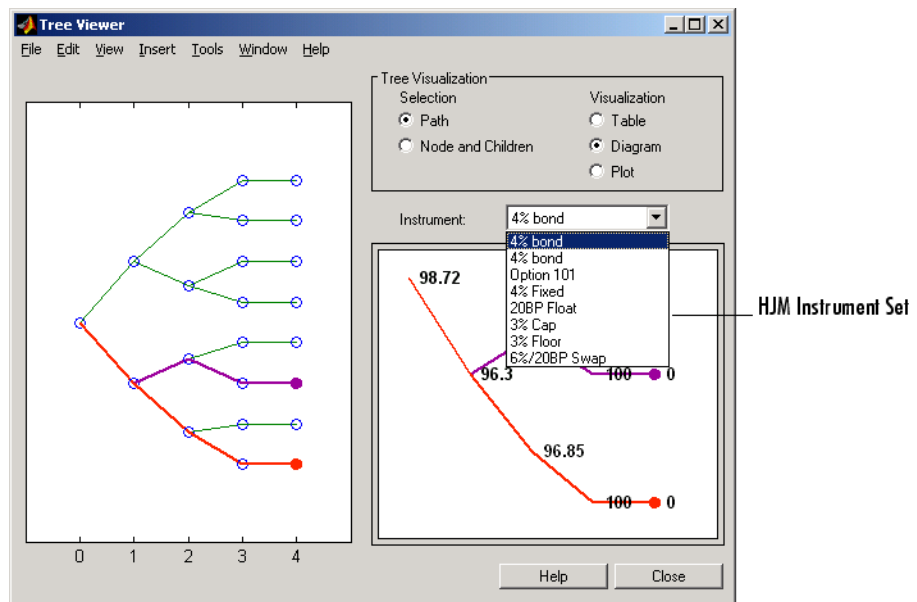 Tree Viewer
File Edit View Insert Tools Window Help
Tree Visualization
Selection Visualization
Path Table
Node and Children Diagram
Plot
Instrument: 4% bond
4% bond
4% bond
Option 101
4% Fixed
20BP Float
3% Cap
3% Floor
6%/20BP Swap
HJM Instrument Set
98.72
96.3 100 0
96.85
100 0
0 1 2 3 4
Help Close